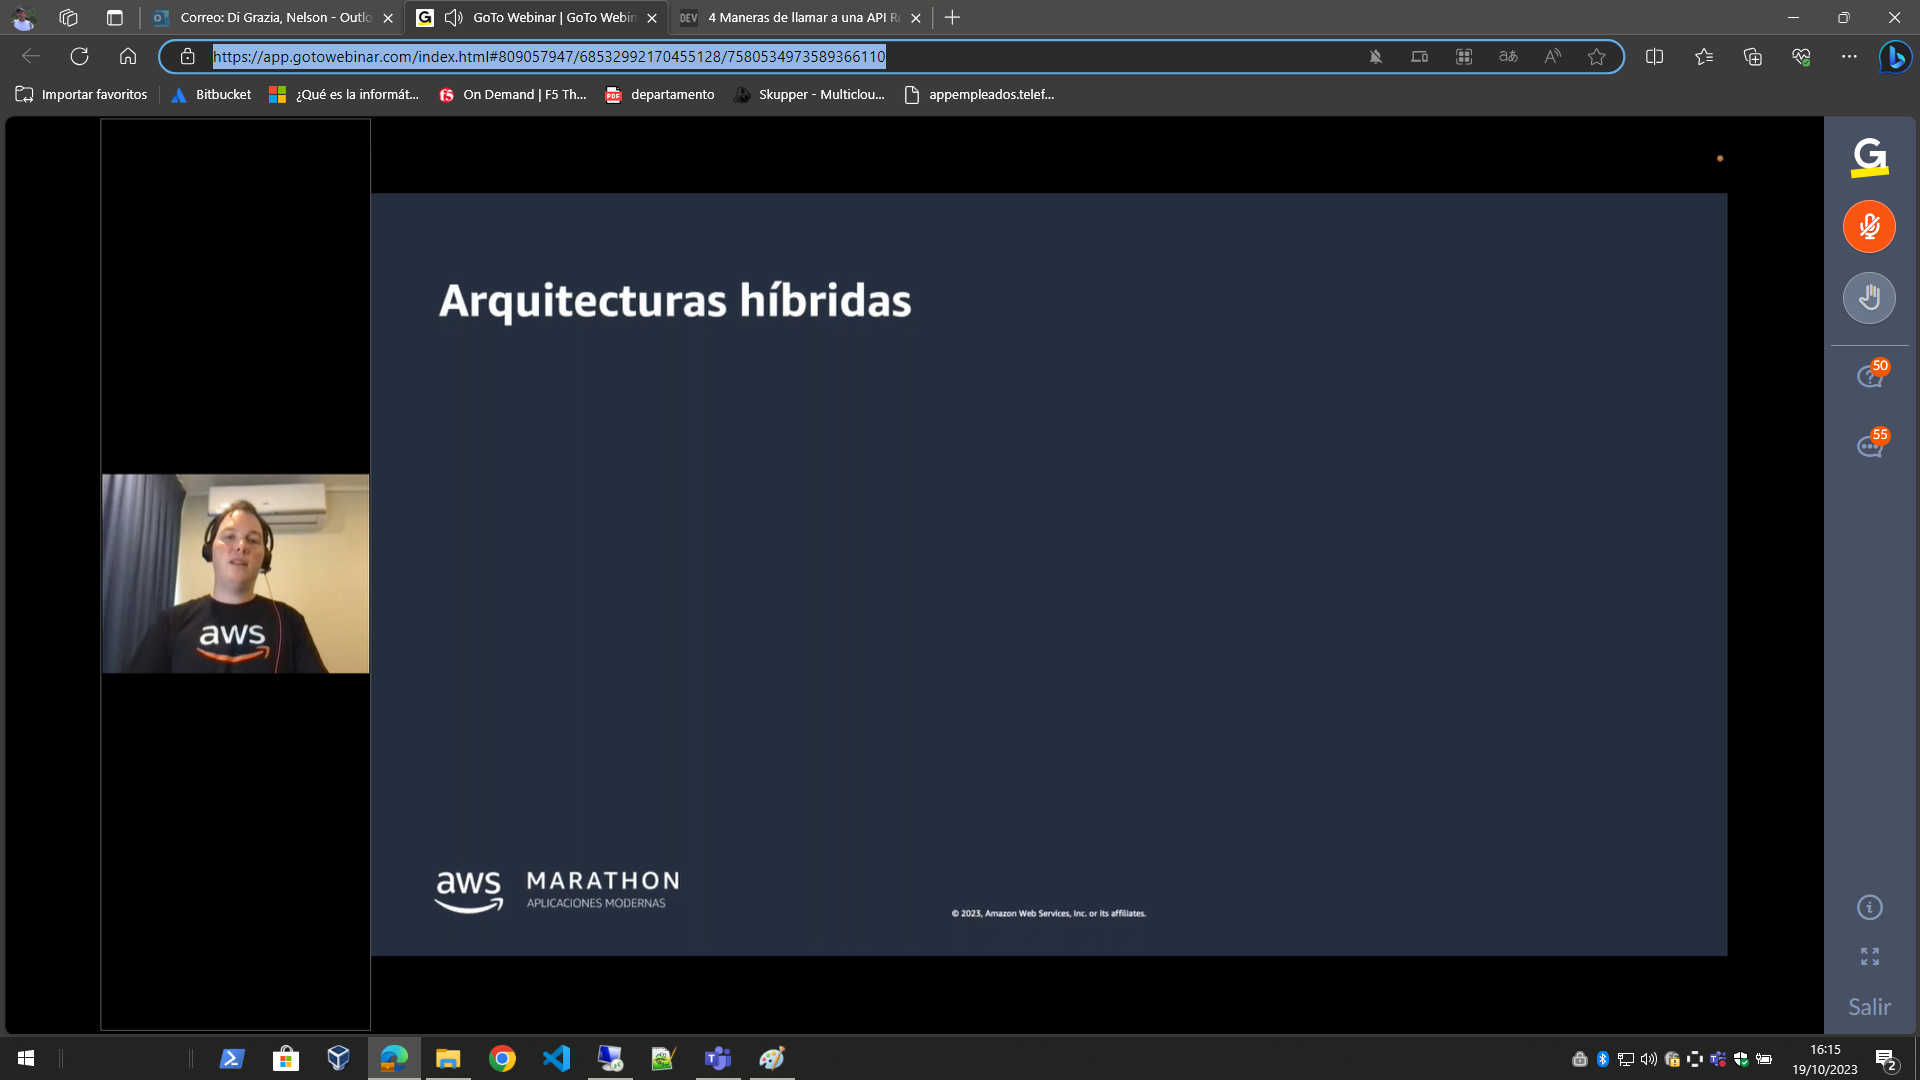 Correo: Di Grazia, Nelson - Outlo
GoTo Webinar | GoTo Webin
DEV
4 Maneras de llamar a una API Re
https://app.gotowebinar.com/index.html#809057947/68532992170455128/7580534973589366110
Importar favoritos
Bitbucket
¿Qué es la informát...
On Demand | F5 Th...
departamento
Skupper - Multiclou...
appempleados.telef...
Arquitecturas híbridas
50
55
aws
aws MARATHON
APLICACIONES MODERNAS
© 2023, Amazon Web Services, Inc. or its affiliates.
Salir
16:15
19/10/2023
2